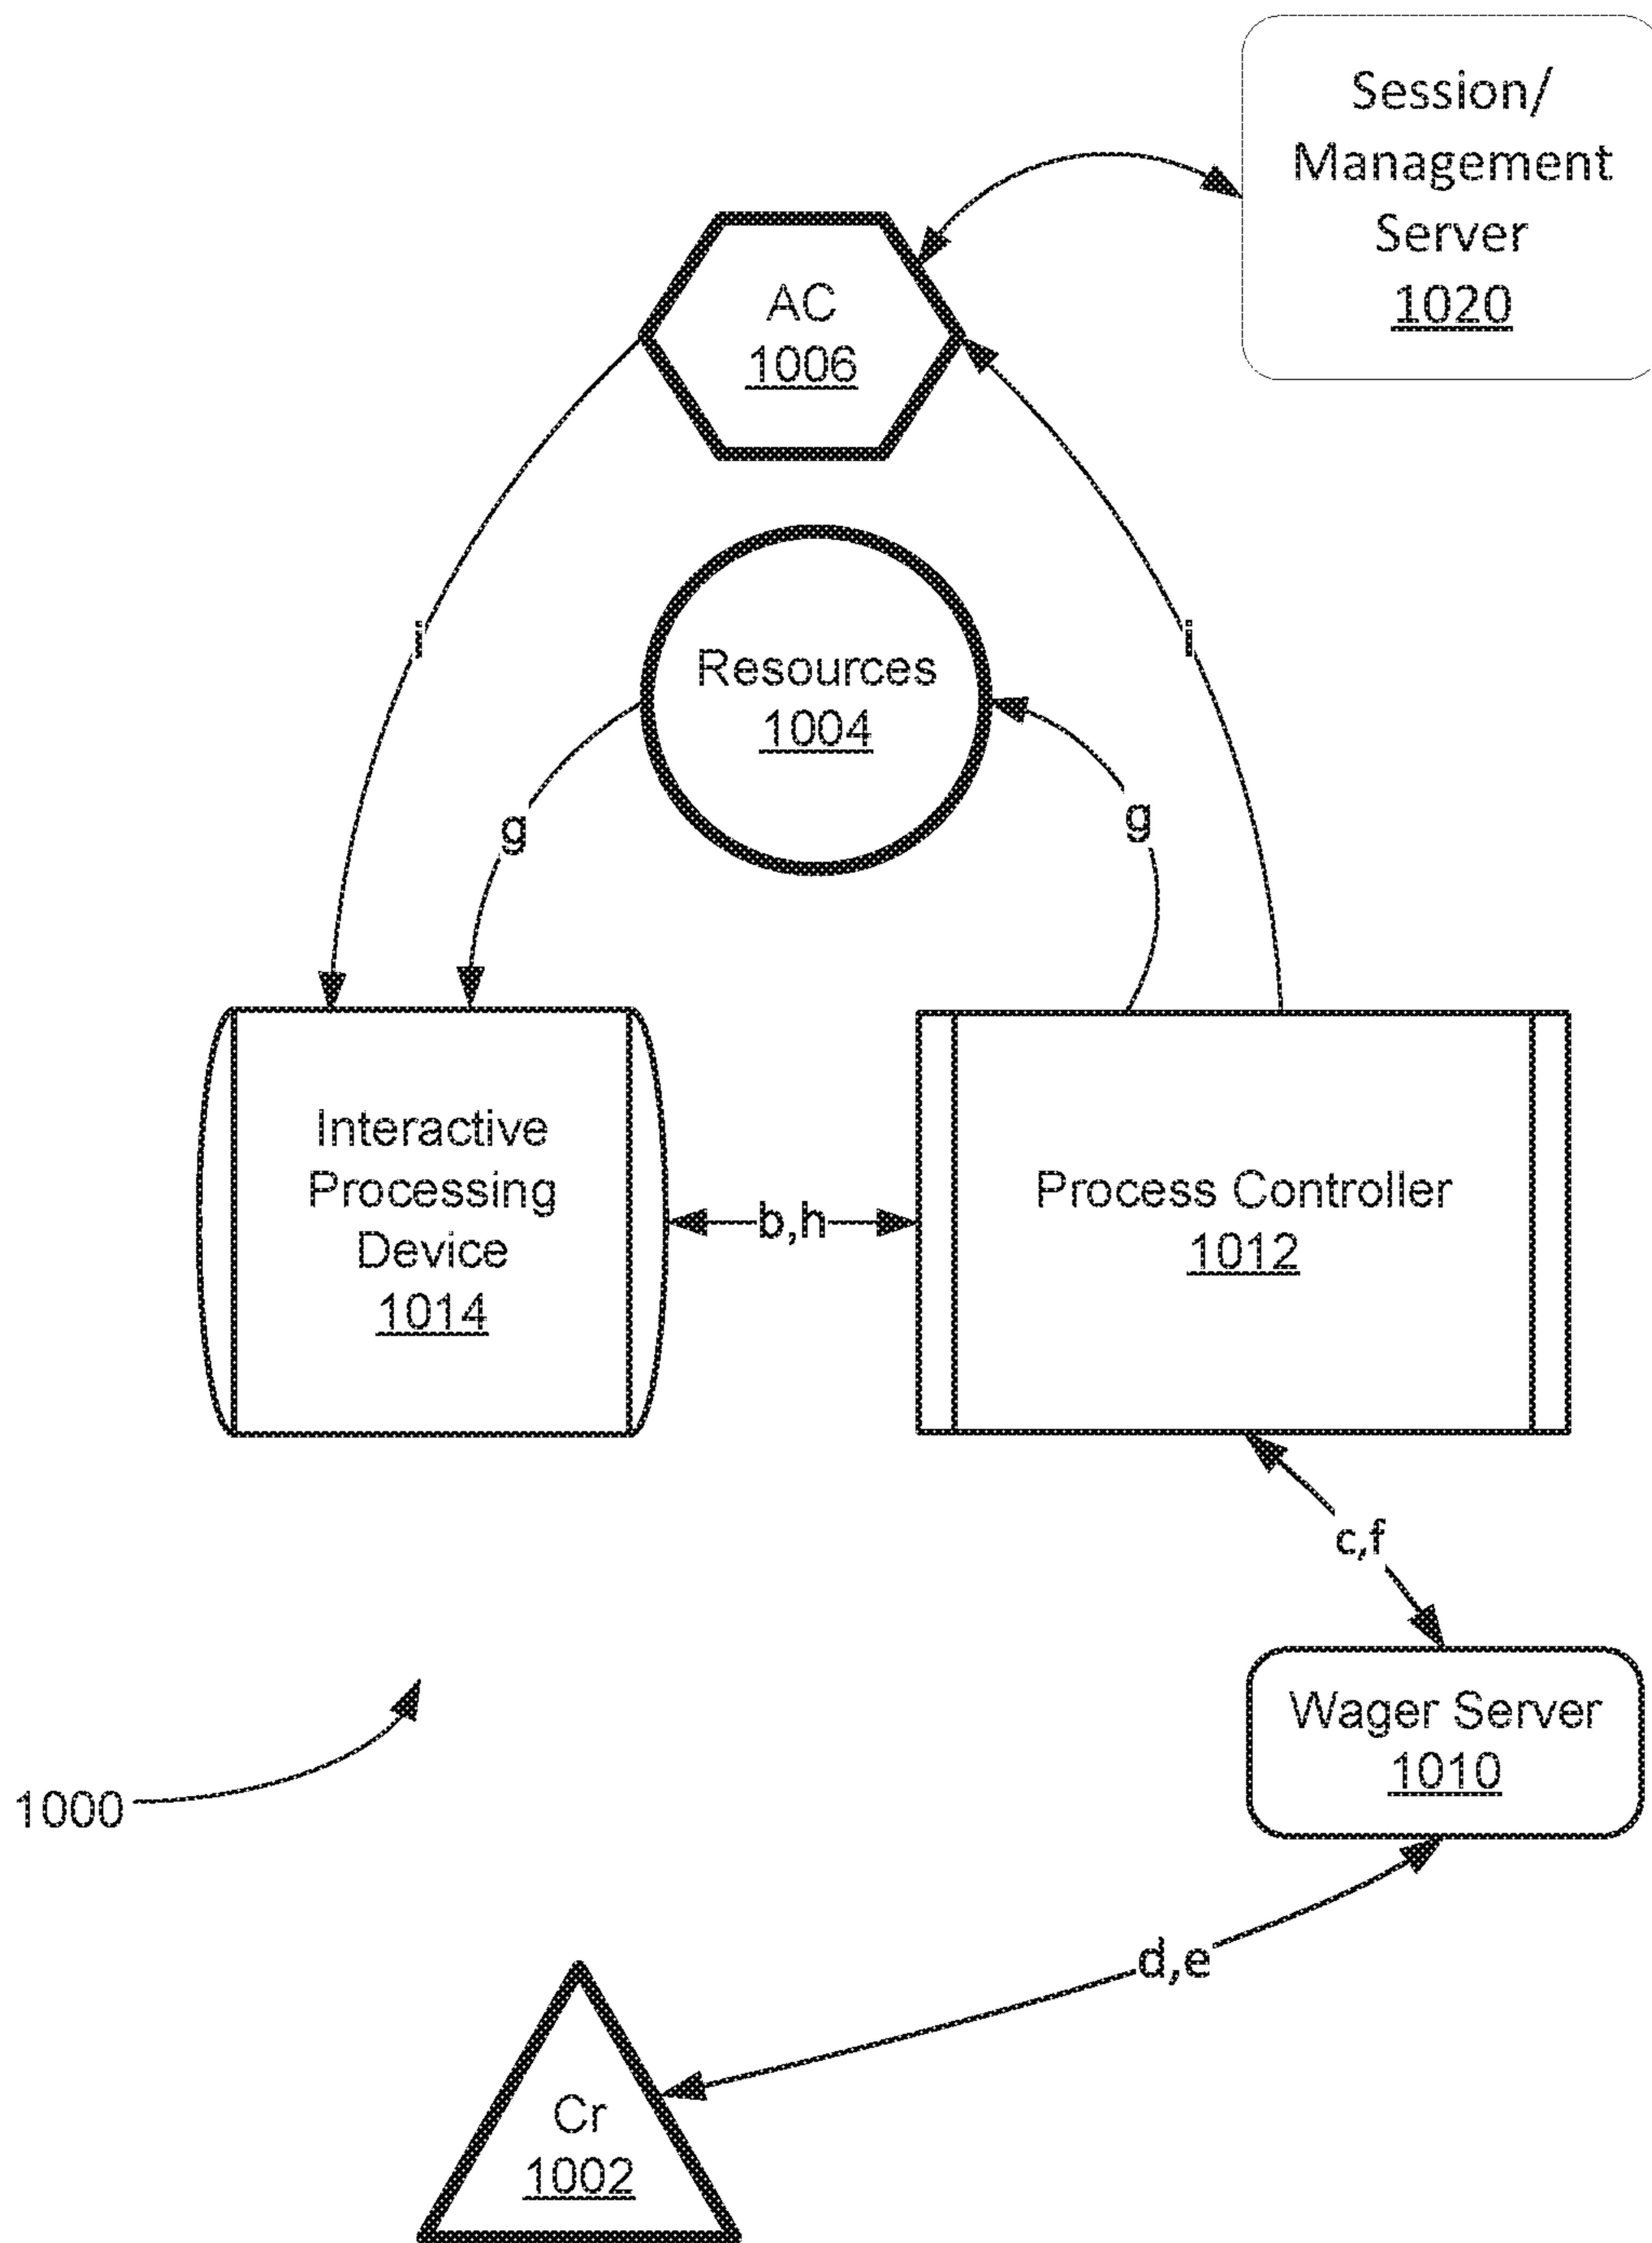 Session/
Management
Server
1020
AC
1006
i
i
Resources
1004
g
g
Interactive
Processing
Device
1014
b,h
Process Controller
1012
c,f
Wager Server
1010
1000
d,e
Cr
1002